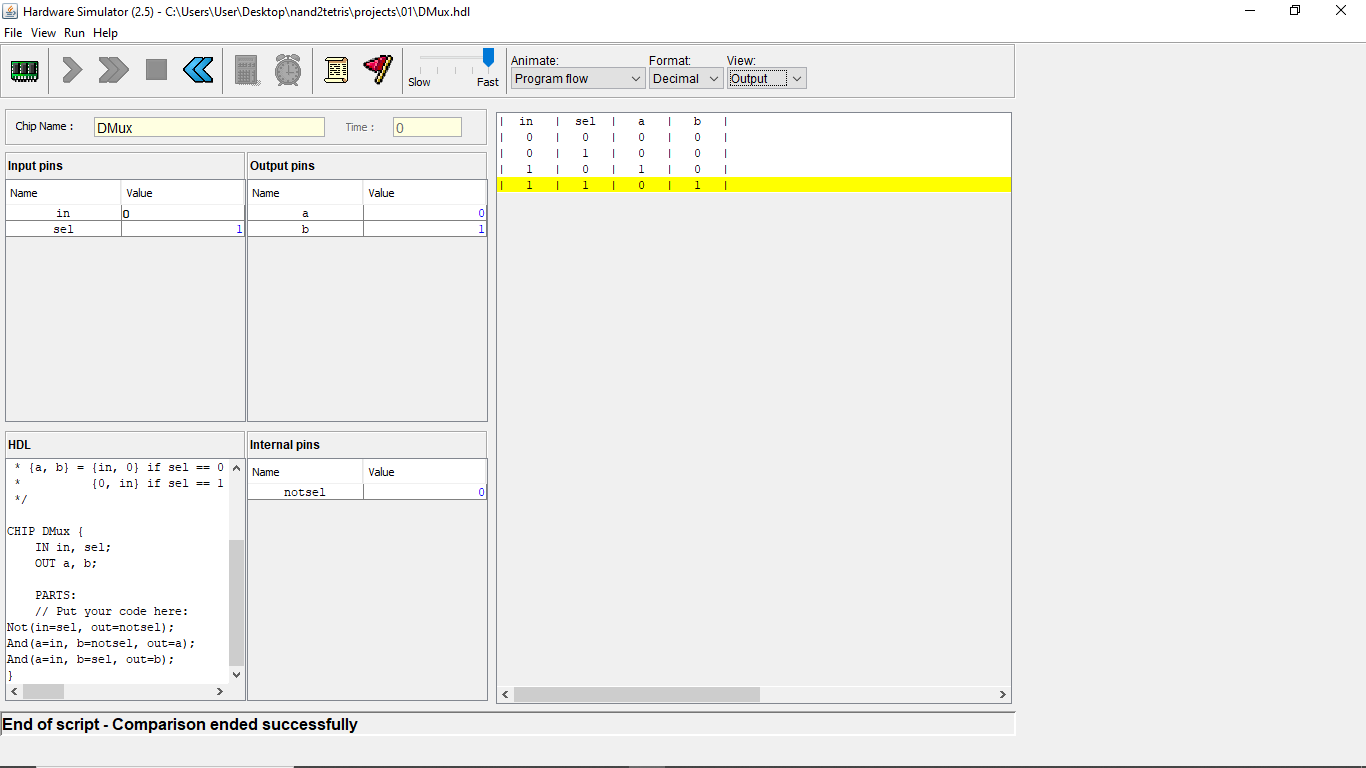 Hardware Simulator (2.5) - C:\Users\User\Desktop\nand2tetris\projects\01\DMux.hdl
File View Run Help
Slow Fast
Animate: Format: View:
Program flow Decimal Output
Chip Name : DMux Time : 0
Input pins
Name Value
in 0
sel 1
Output pins
Name Value
a 0
b 1
HDL
* {a, b} = {in, 0} if sel == 0
* {0, in} if sel == 1
*/
CHIP DMux {
IN in, sel;
OUT a, b;
PARTS:
// Put your code here:
Not(in=sel, out=notsel);
And(a=in, b=notsel, out=a);
And(a=in, b=sel, out=b);
}
Internal pins
Name Value
notsel 0
| in | sel | a | b |
| 0 | 0 | 0 | 0 |
| 0 | 1 | 0 | 0 |
| 1 | 0 | 1 | 0 |
| 1 | 1 | 0 | 1 |
End of script - Comparison ended successfully